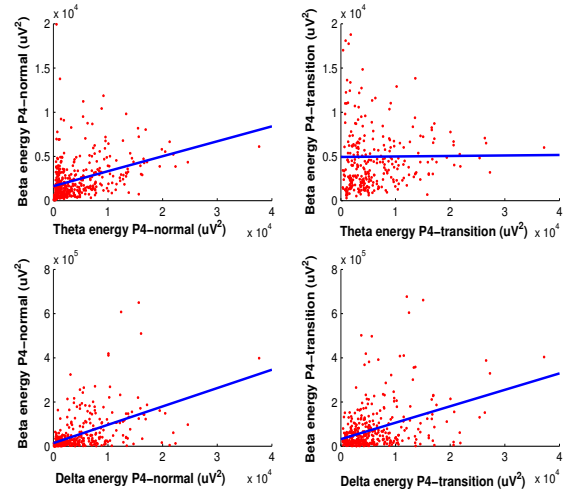 x 10⁴
x 10⁴
Beta energy P4−normal (uV²)
2
1.5
1
0.5
0
0
1
2
3
4
Theta energy P4−normal (uV²)
x 10⁴
Beta energy P4−transition (uV²)
2
1.5
1
0.5
0
0
1
2
3
4
Theta energy P4−transition (uV²)
x 10⁴
x 10⁵
x 10⁵
Beta energy P4−normal (uV²)
8
6
4
2
0
0
1
2
3
4
Delta energy P4−normal (uV²)
x 10⁴
Beta energy P4−transition (uV²)
8
6
4
2
0
0
1
2
3
4
Delta energy P4−transition (uV²)
x 10⁴